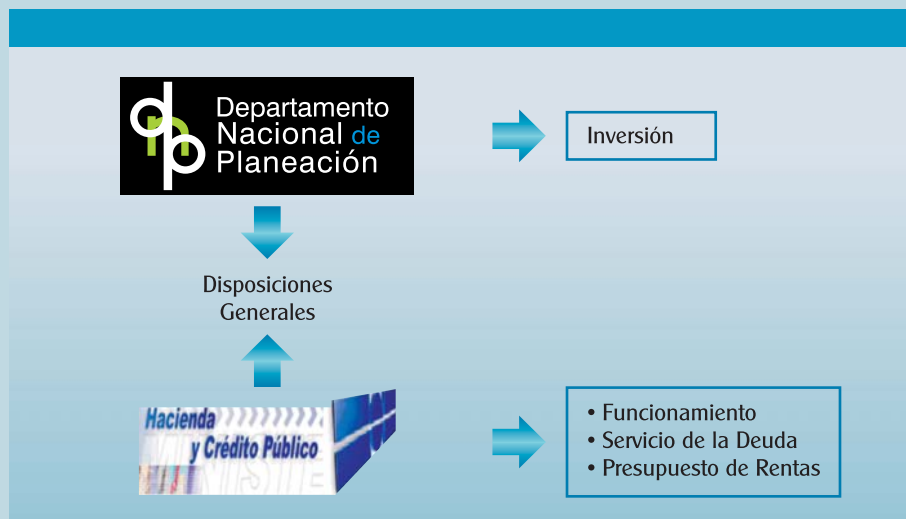 Departamento
Nacional de
Planeación
Inversión
Disposiciones
Generales
Hacienda
y Crédito Público
• Funcionamiento
• Servicio de la Deuda
• Presupuesto de Rentas